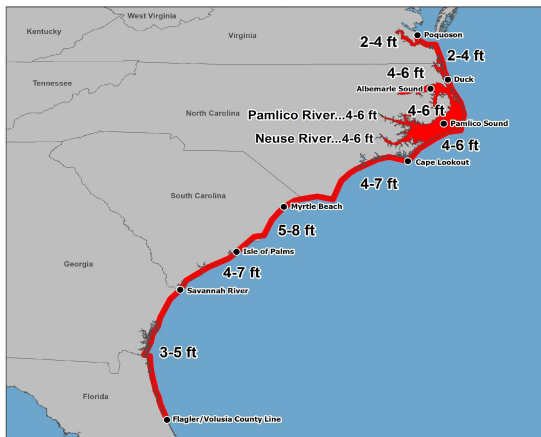 West Virginia
Kentucky
Virginia
2-4 ft
Poquoson
2-4 ft
Tennessee
4-6 ft
Duck
Albemarle Sound
North Carolina
4-6 ft
Pamlico River...4-6 ft
Pamlico Sound
Neuse River...4-6 ft
4-6 ft
Cape Lookout
4-7 ft
South Carolina
Myrtle Beach
5-8 ft
Isle of Palms
Georgia
4-7 ft
Savannah River
3-5 ft
Florida
Flagler/Volusia County Line